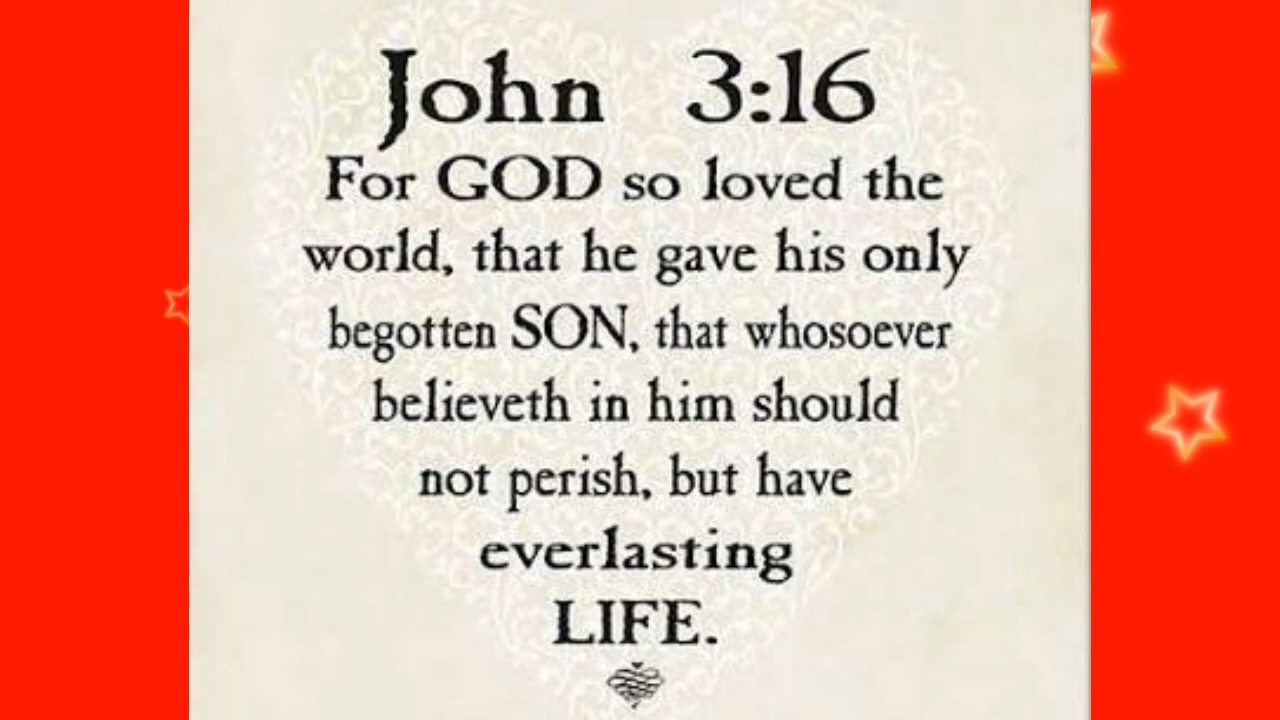 John 3:16
For GOD so loved the
world, that he gave his only
begotten SON, that whosoever
believeth in him should
not perish, but have
everlasting
LIFE.